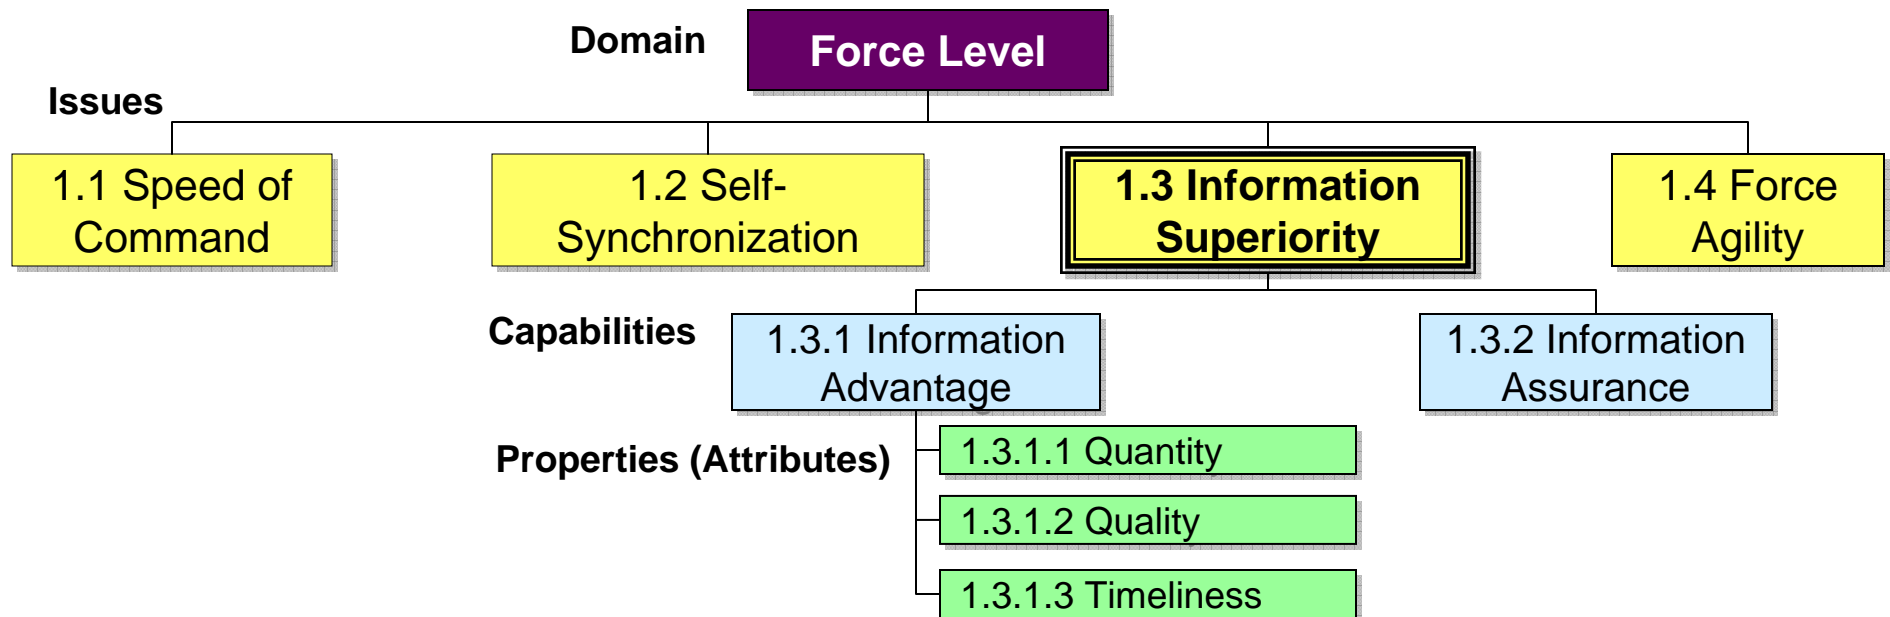 Domain
Force Level
Issues
1.1 Speed of
Command
1.2 Self-
Synchronization
1.3 Information
Superiority
1.4 Force
Agility
Capabilities
1.3.1 Information
Advantage
1.3.2 Information
Assurance
Properties (Attributes)
1.3.1.1 Quantity
1.3.1.2 Quality
1.3.1.3 Timeliness